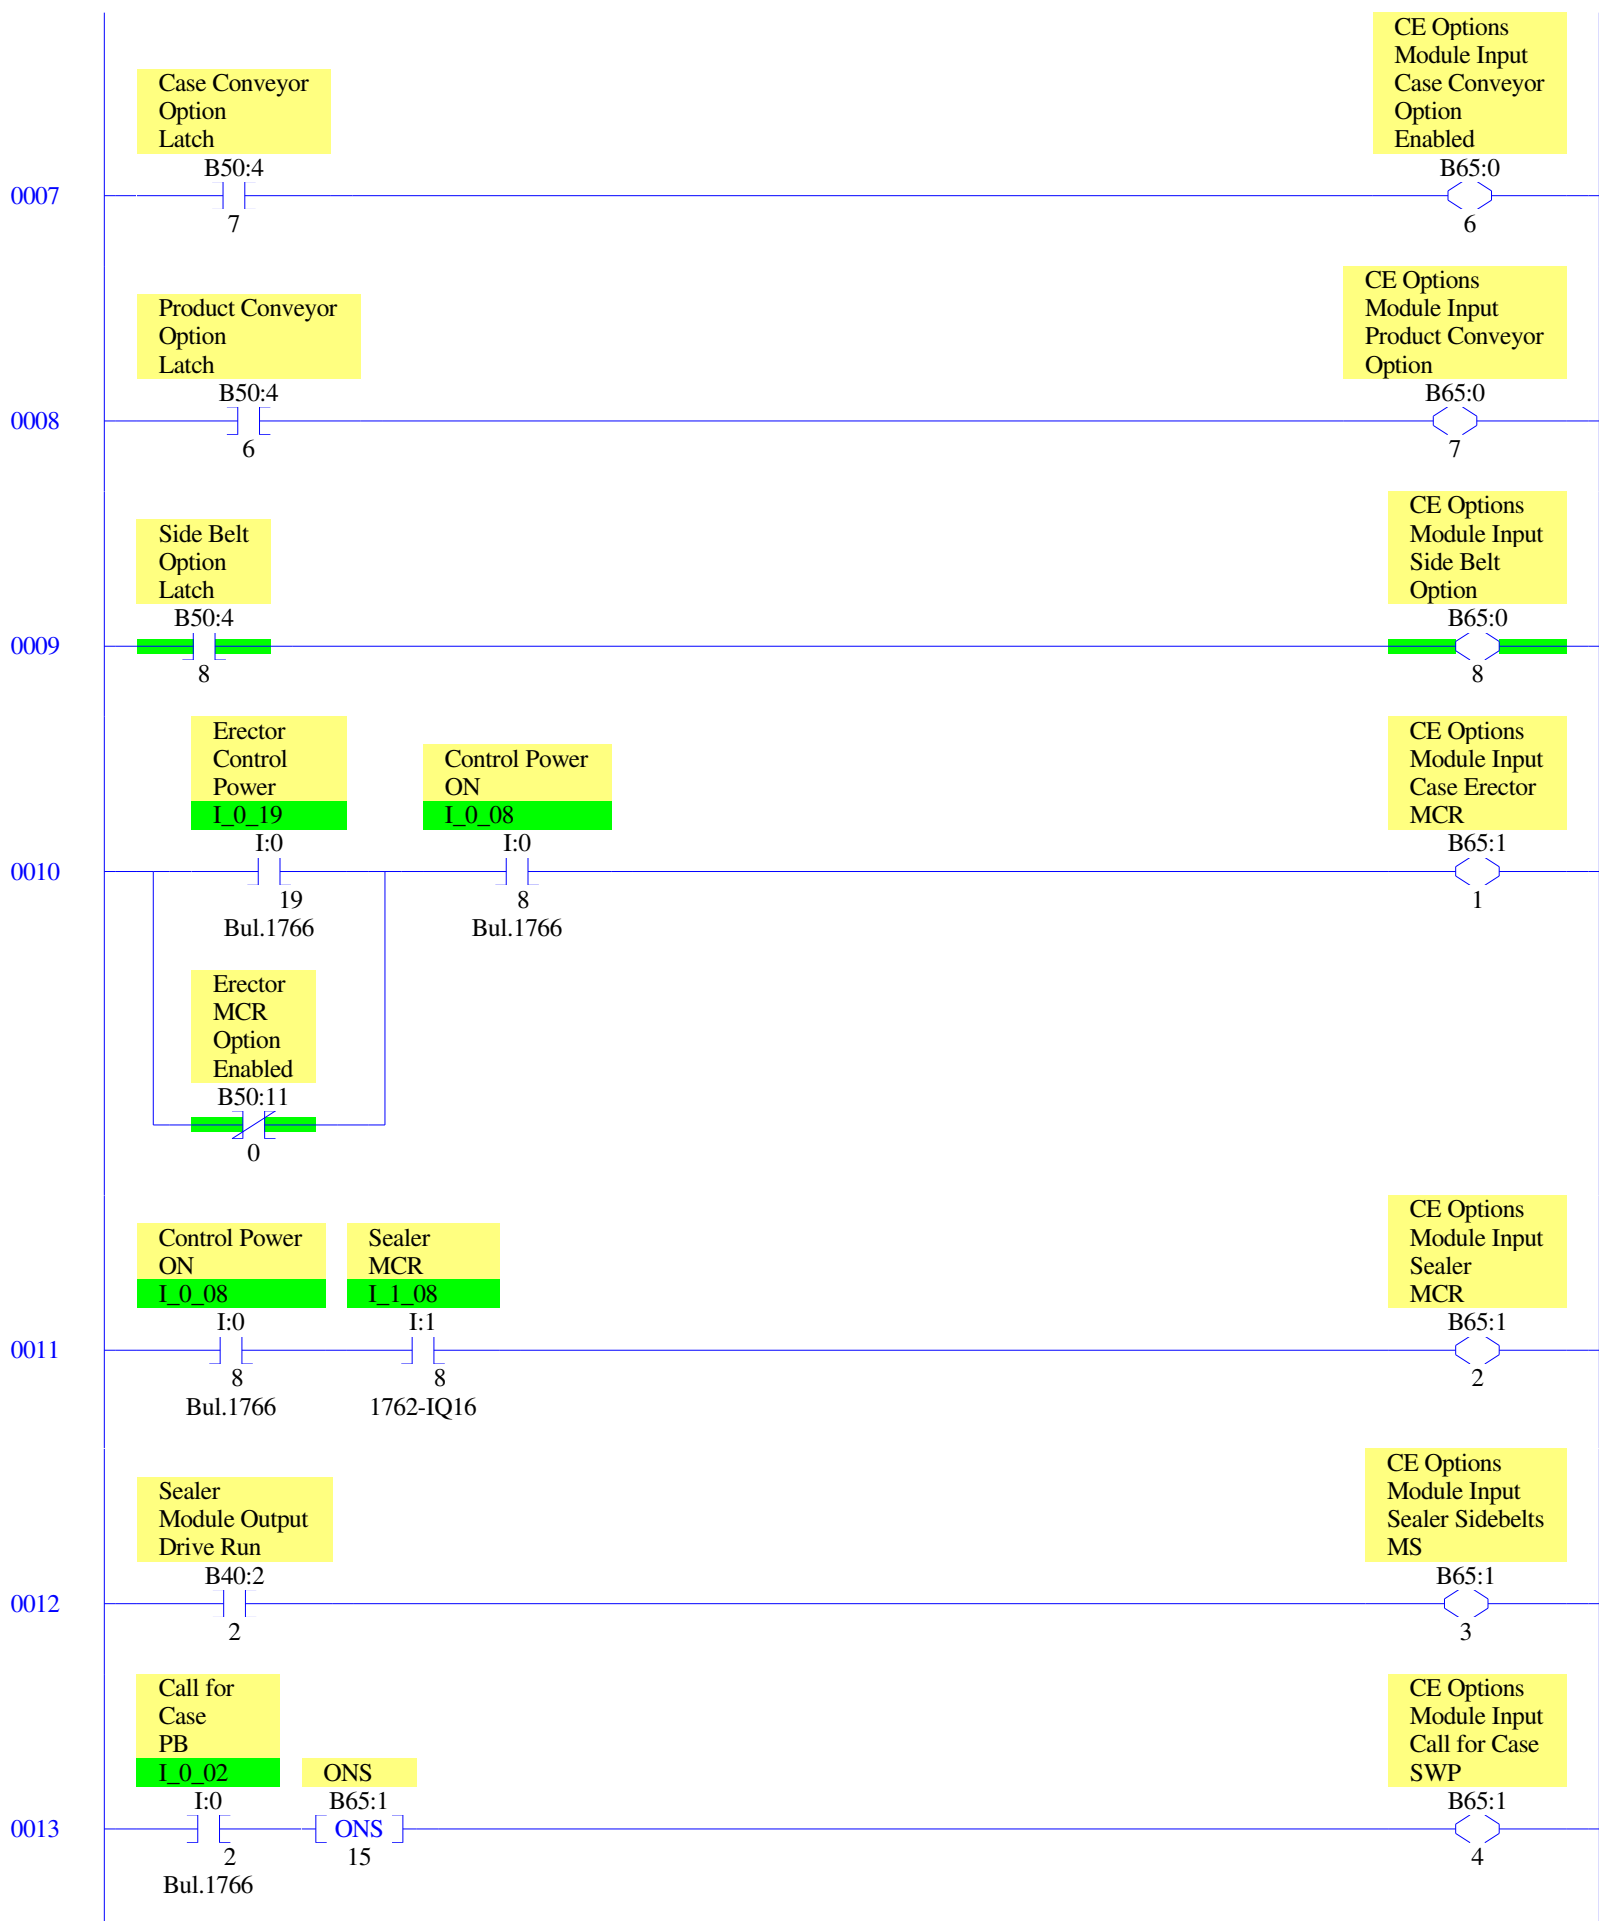 CE Options
Module Input
Case Conveyor
Option
Enabled
Case Conveyor
Option
Latch
B50:4
B65:0
0007
7
6
CE Options
Module Input
Product Conveyor
Option
Product Conveyor
Option
Latch
B50:4
B65:0
0008
6
7
CE Options
Module Input
Side Belt
Option
Side Belt
Option
Latch
B50:4
B65:0
0009
8
8
Erector
Control
Power
I_0_19
I:0
Control Power
ON
I_0_08
I:0
CE Options
Module Input
Case Erector
MCR
B65:1
0010
19
Bul.1766
8
Bul.1766
1
Erector
MCR
Option
Enabled
B50:11
0
Control Power
ON
I_0_08
I:0
Sealer
MCR
I_1_08
I:1
CE Options
Module Input
Sealer
MCR
B65:1
0011
8
Bul.1766
8
1762-IQ16
2
Sealer
Module Output
Drive Run
B40:2
CE Options
Module Input
Sealer Sidebelts
MS
B65:1
0012
2
3
Call for
Case
PB
I_0_02
I:0
ONS
B65:1
CE Options
Module Input
Call for Case
SWP
B65:1
0013
ONS
2
Bul.1766
15
4